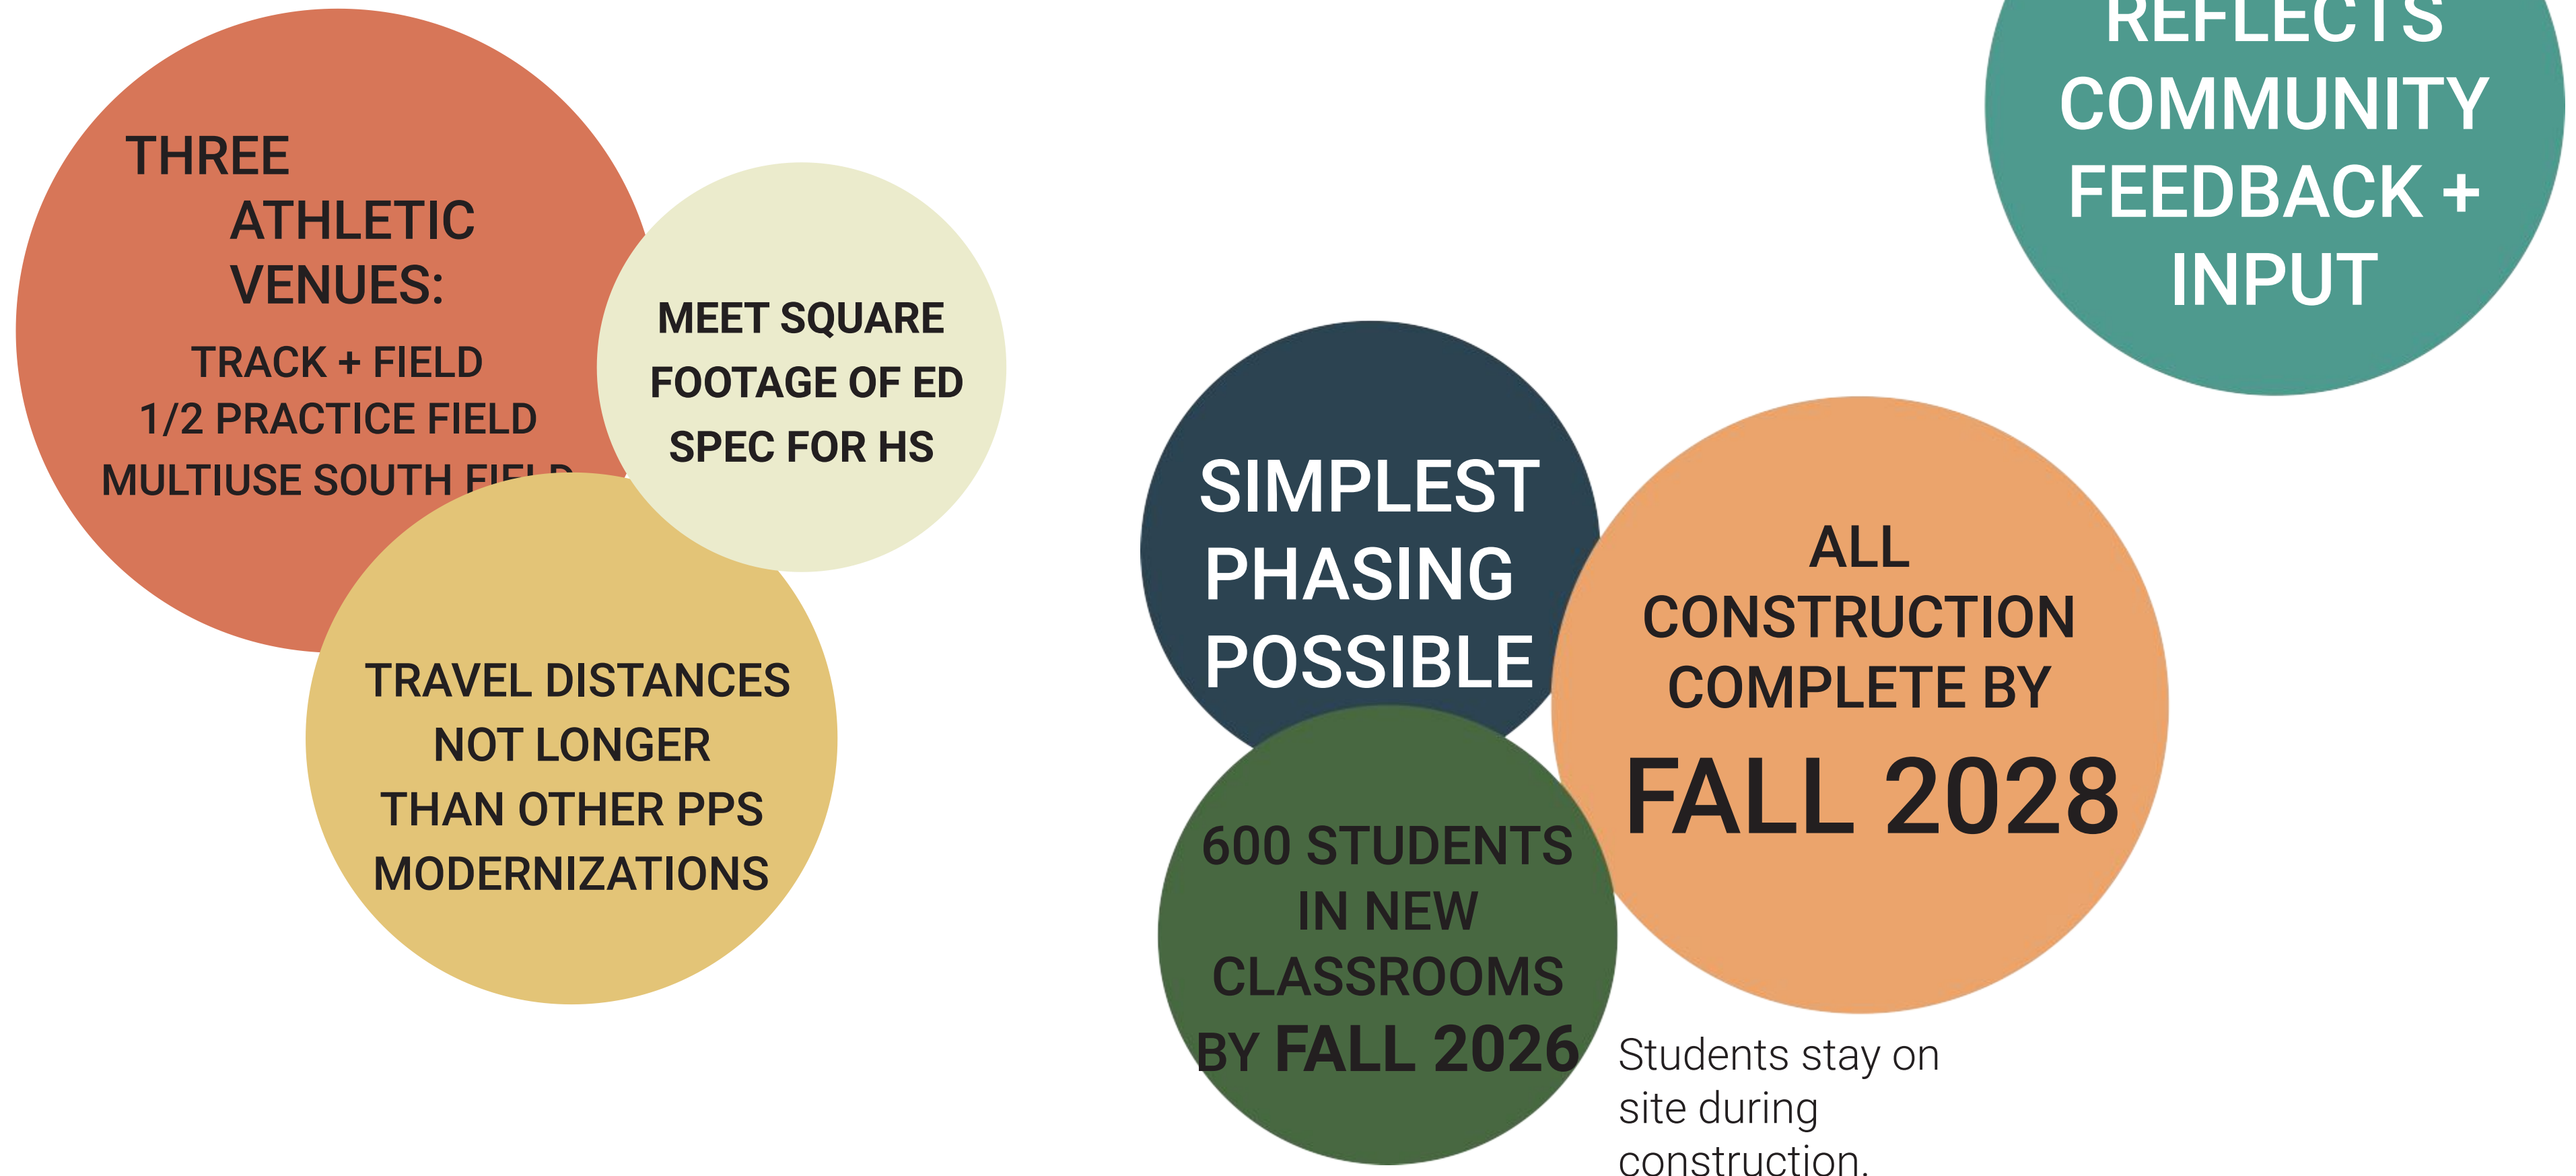 THREE
ATHLETIC
VENUES:
TRACK + FIELD
1/2 PRACTICE FIELD
MULTIUSE SOUTH FIELD
MEET SQUARE
FOOTAGE OF ED
SPEC FOR HS
TRAVEL DISTANCES
NOT LONGER
THAN OTHER PPS
MODERNIZATIONS
SIMPLEST
PHASING
POSSIBLE
600 STUDENTS
IN NEW
CLASSROOMS
BY FALL 2026
ALL
CONSTRUCTION
COMPLETE BY
FALL 2028
Students stay on
site during
construction.
REFLECTS
COMMUNITY
FEEDBACK +
INPUT